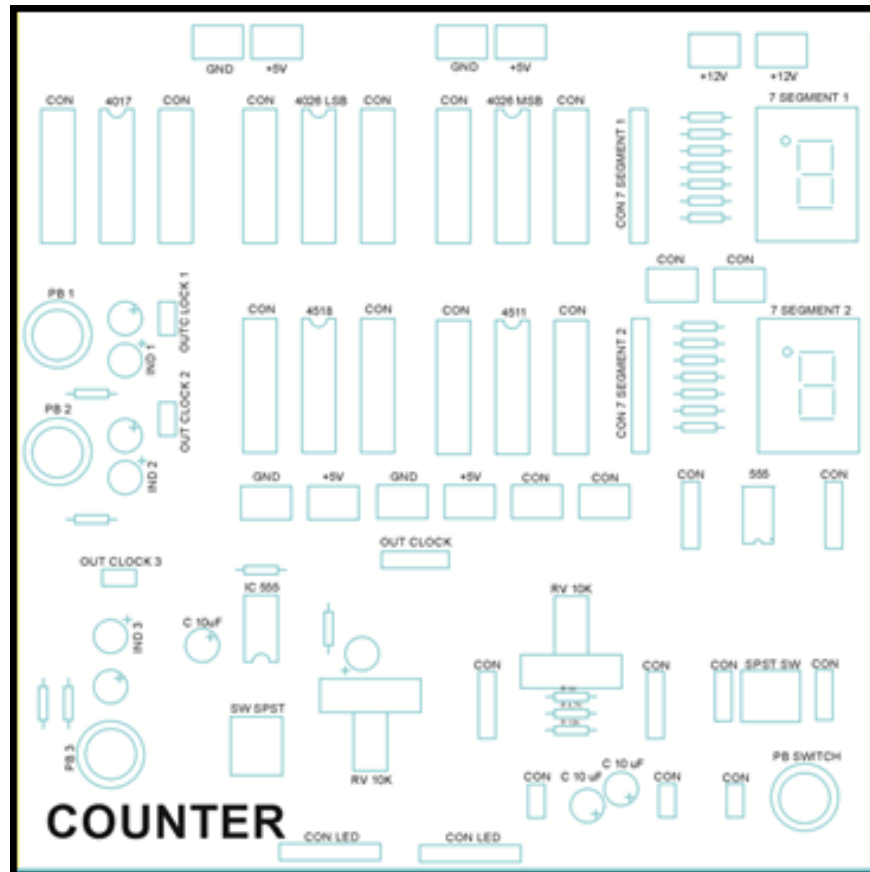 GND +5V GND +5V +12V +12V
CON 4017 CON CON 4026 LSB CON CON 4026 MSB CON 7 SEGMENT 1
CON 7 SEGMENT 1
CON CON
PB 1
OUTC LOCK 1
IND 1
CON 4518 CON CON 4511 CON 7 SEGMENT 2
CON 7 SEGMENT 2
PB 2
OUT CLOCK 2
IND 2
GND +5V GND +5V CON CON CON 555 CON
OUT CLOCK
OUT CLOCK 3
IC 555 RV 10K
C 10uF
IND 3
CON CON CON SPST SW CON
SW SPST
PB 3
RV 10K
C 10 uF
PB SWITCH
CON C 10 uF CON CON
COUNTER
CON LED CON LED